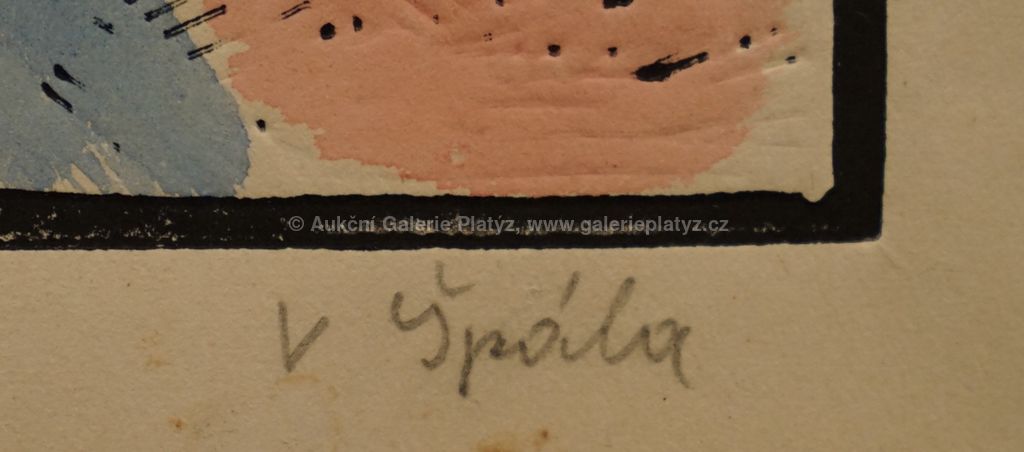 © Aukční Galerie Platýz, www.galerieplatyz.cz
V Špála